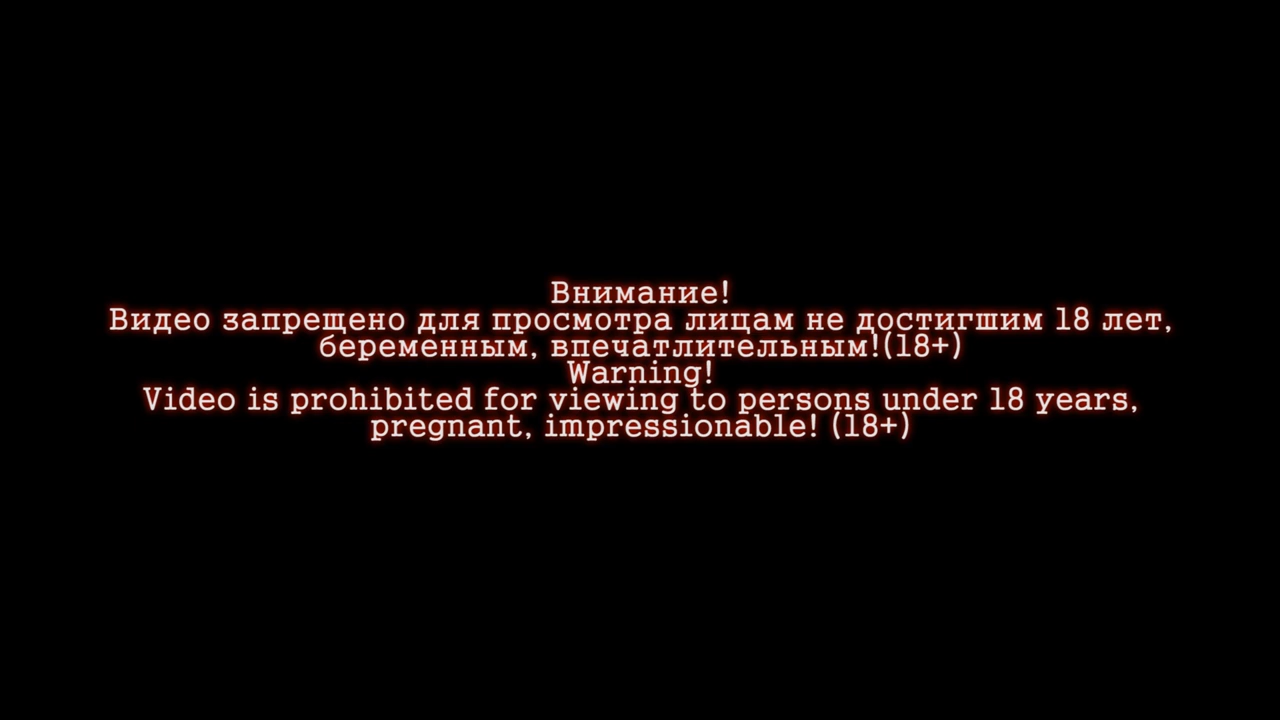 Внимание!
Видео запрещено для просмотра лицам не достигшим 18 лет,
беременным, впечатлительным!(18+)
Warning!
Video is prohibited for viewing to persons under 18 years,
pregnant, impressionable! (18+)